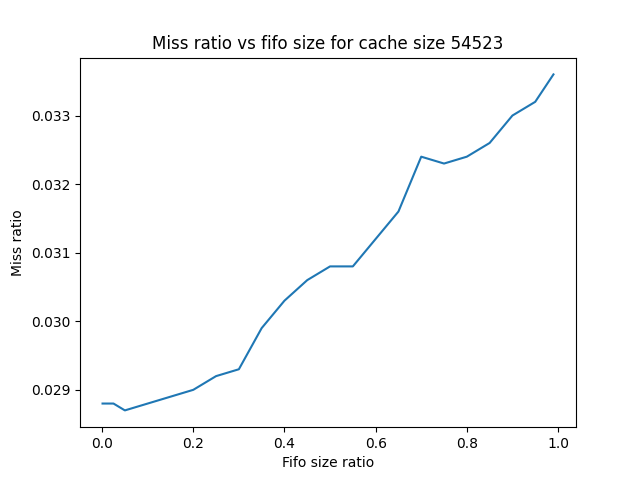 Miss ratio vs fifo size for cache size 54523
0.033
0.032
0.031
0.030
0.029
Miss ratio
0.0 0.2 0.4 0.6 0.8 1.0
Fifo size ratio